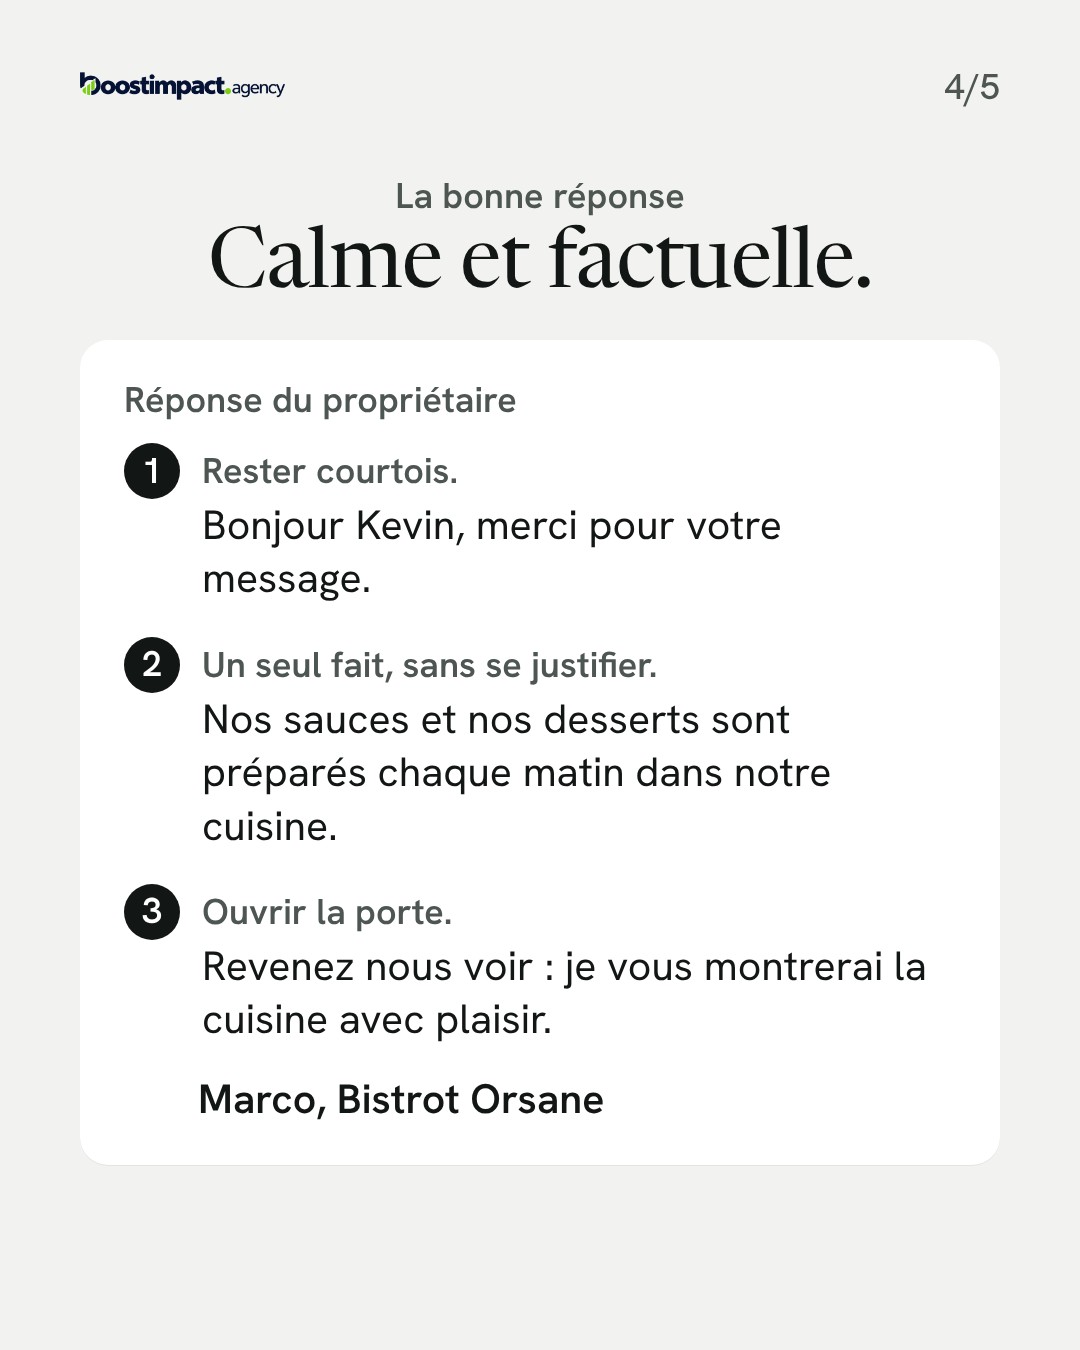 boostimpact.agency
4/5
La bonne réponse
Calme et factuelle.
Réponse du propriétaire
1 Rester courtois.
Bonjour Kevin, merci pour votre
message.
2 Un seul fait, sans se justifier.
Nos sauces et nos desserts sont
préparés chaque matin dans notre
cuisine.
3 Ouvrir la porte.
Revenez nous voir : je vous montrerai la
cuisine avec plaisir.
Marco, Bistrot Orsane